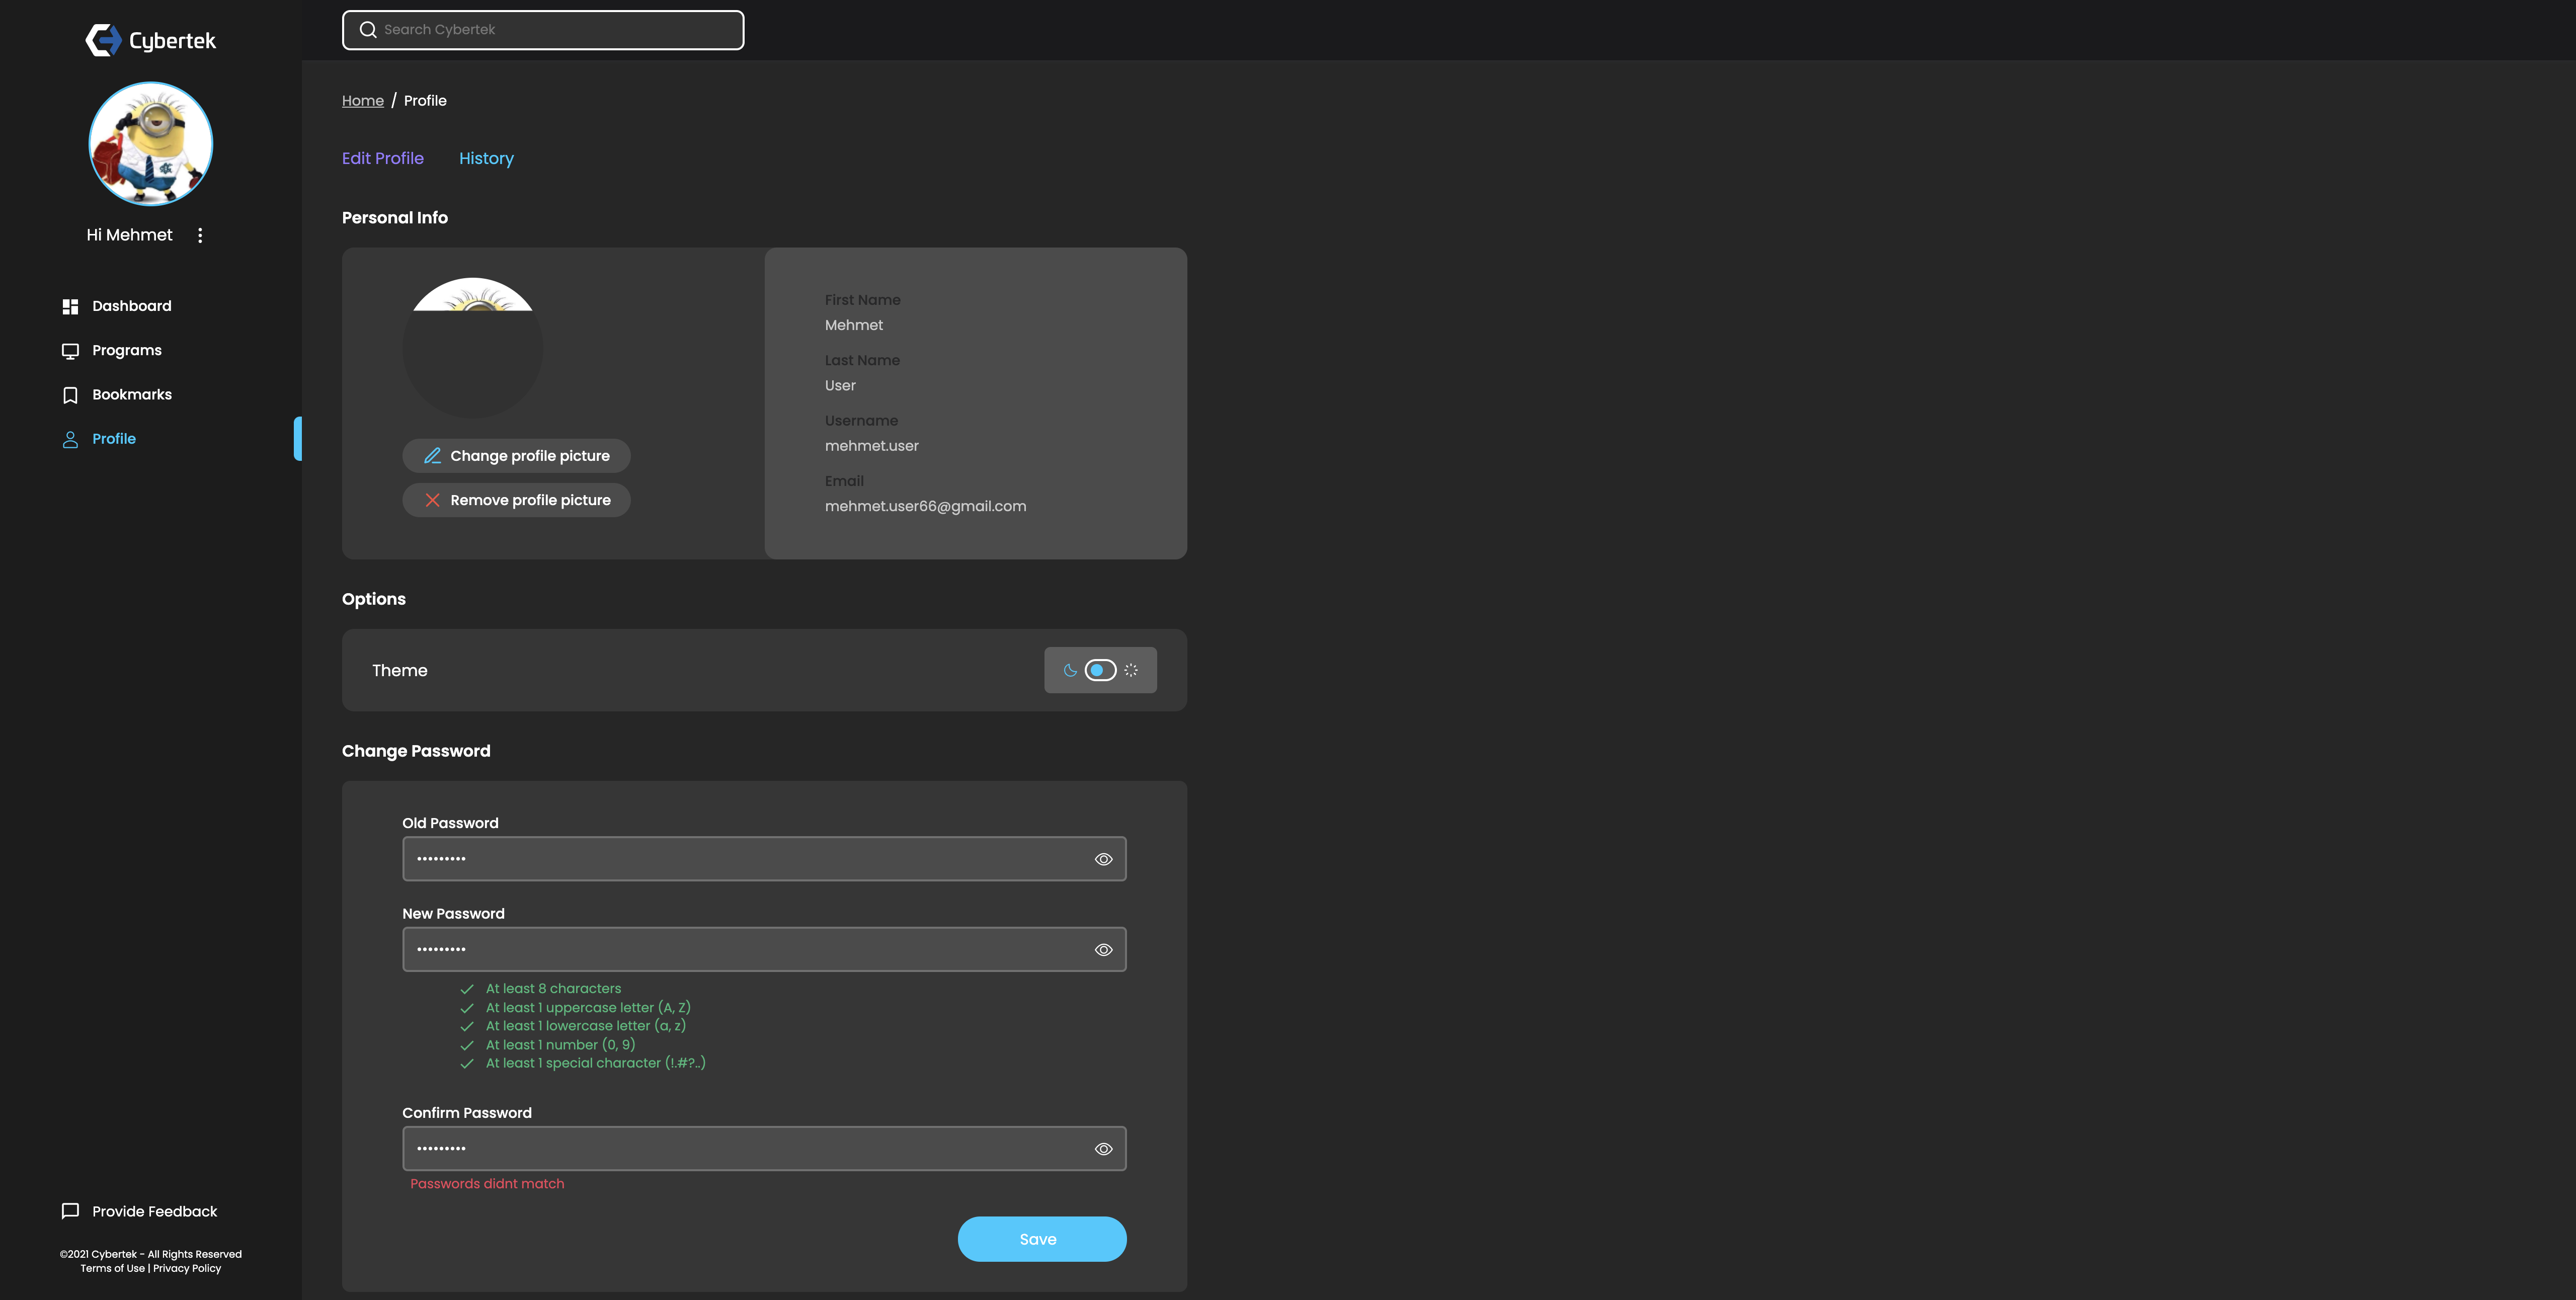 Cybertek
Hi Mehmet
Dashboard
Programs
Bookmarks
Profile
Provide Feedback
©2021 Cybertek - All Rights Reserved
Terms of Use | Privacy Policy
Search Cybertek
Home / Profile
Edit Profile
History
Personal Info
Change profile picture
Remove profile picture
First Name
Mehmet
Last Name
User
Username
mehmet.user
Email
mehmet.user66@gmail.com
Options
Theme
Change Password
Old Password
•••••••••
New Password
•••••••••
At least 8 characters
At least 1 uppercase letter (A, Z)
At least 1 lowercase letter (a, z)
At least 1 number (0, 9)
At least 1 special character (!.#?..)
Confirm Password
•••••••••
Passwords didnt match
Save